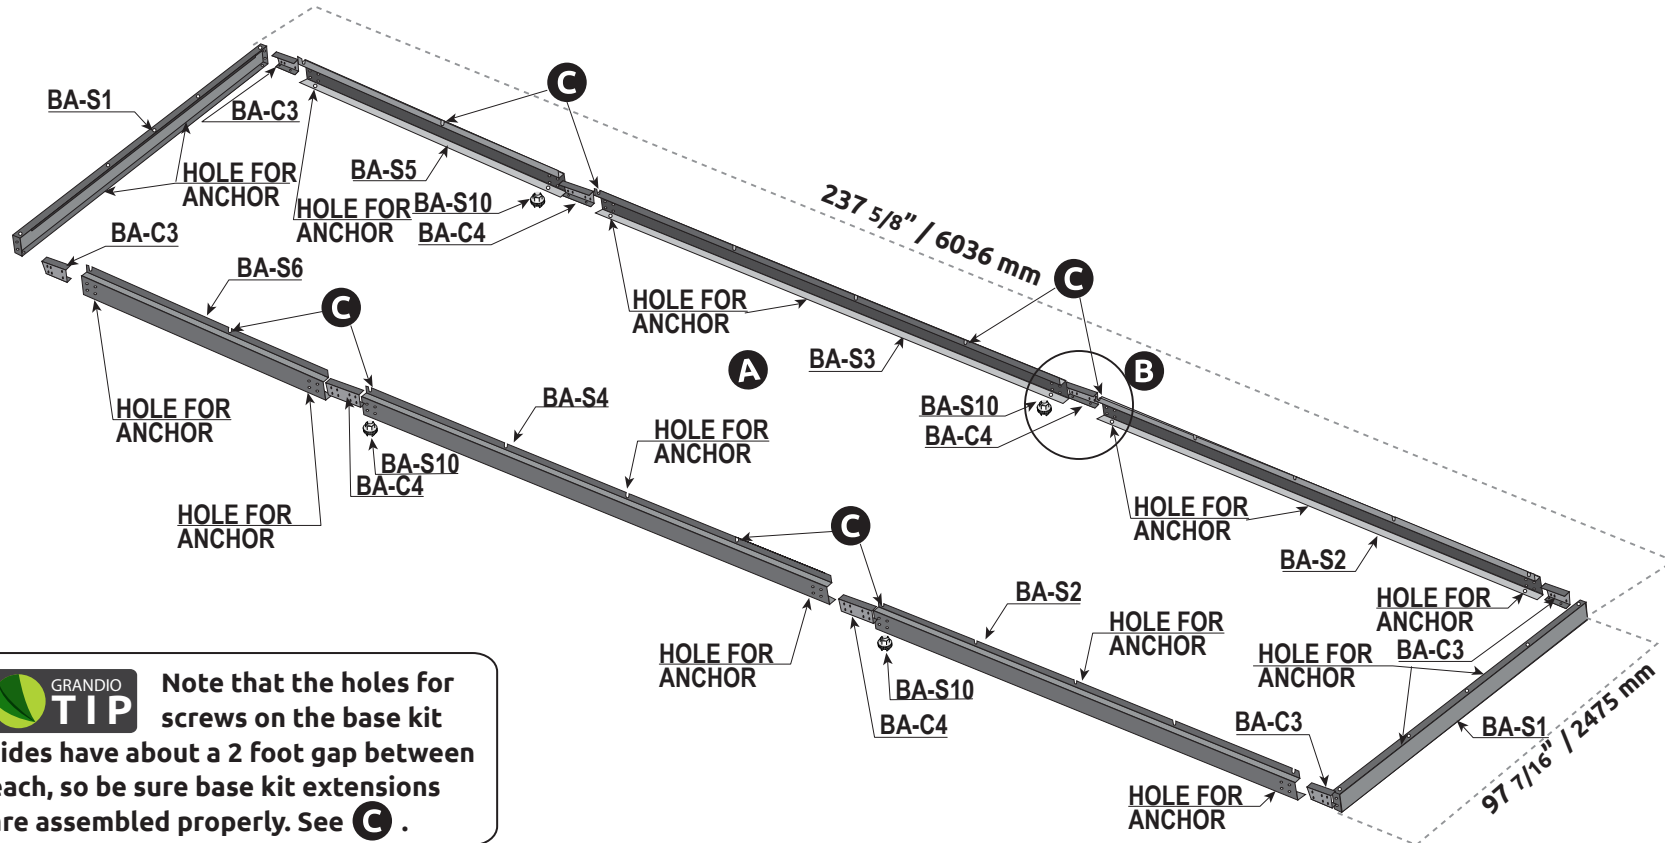 C
BA-S1
BA-C3
HOLE FOR
ANCHOR
BA-S5
HOLE FOR
ANCHOR
BA-S10
BA-C4
237 5/8" / 6036 mm
BA-C3
BA-S6
C
HOLE FOR
ANCHOR
C
A
BA-S3
B
BA-S10
BA-C4
HOLE FOR
ANCHOR
BA-S4
HOLE FOR
ANCHOR
BA-S10
BA-C4
HOLE FOR
ANCHOR
C
HOLE FOR
ANCHOR
BA-S2
BA-S2
HOLE FOR
ANCHOR
BA-C3
HOLE FOR
ANCHOR
HOLE FOR
ANCHOR
HOLE FOR
ANCHOR
BA-S10
BA-C4
BA-C3
BA-S1
97 7/16" / 2475 mm
HOLE FOR
ANCHOR
GRANDIO
TIP
Note that the holes for
screws on the base kit
ides have about a 2 foot gap between
each, so be sure base kit extensions
are assembled properly. See C .